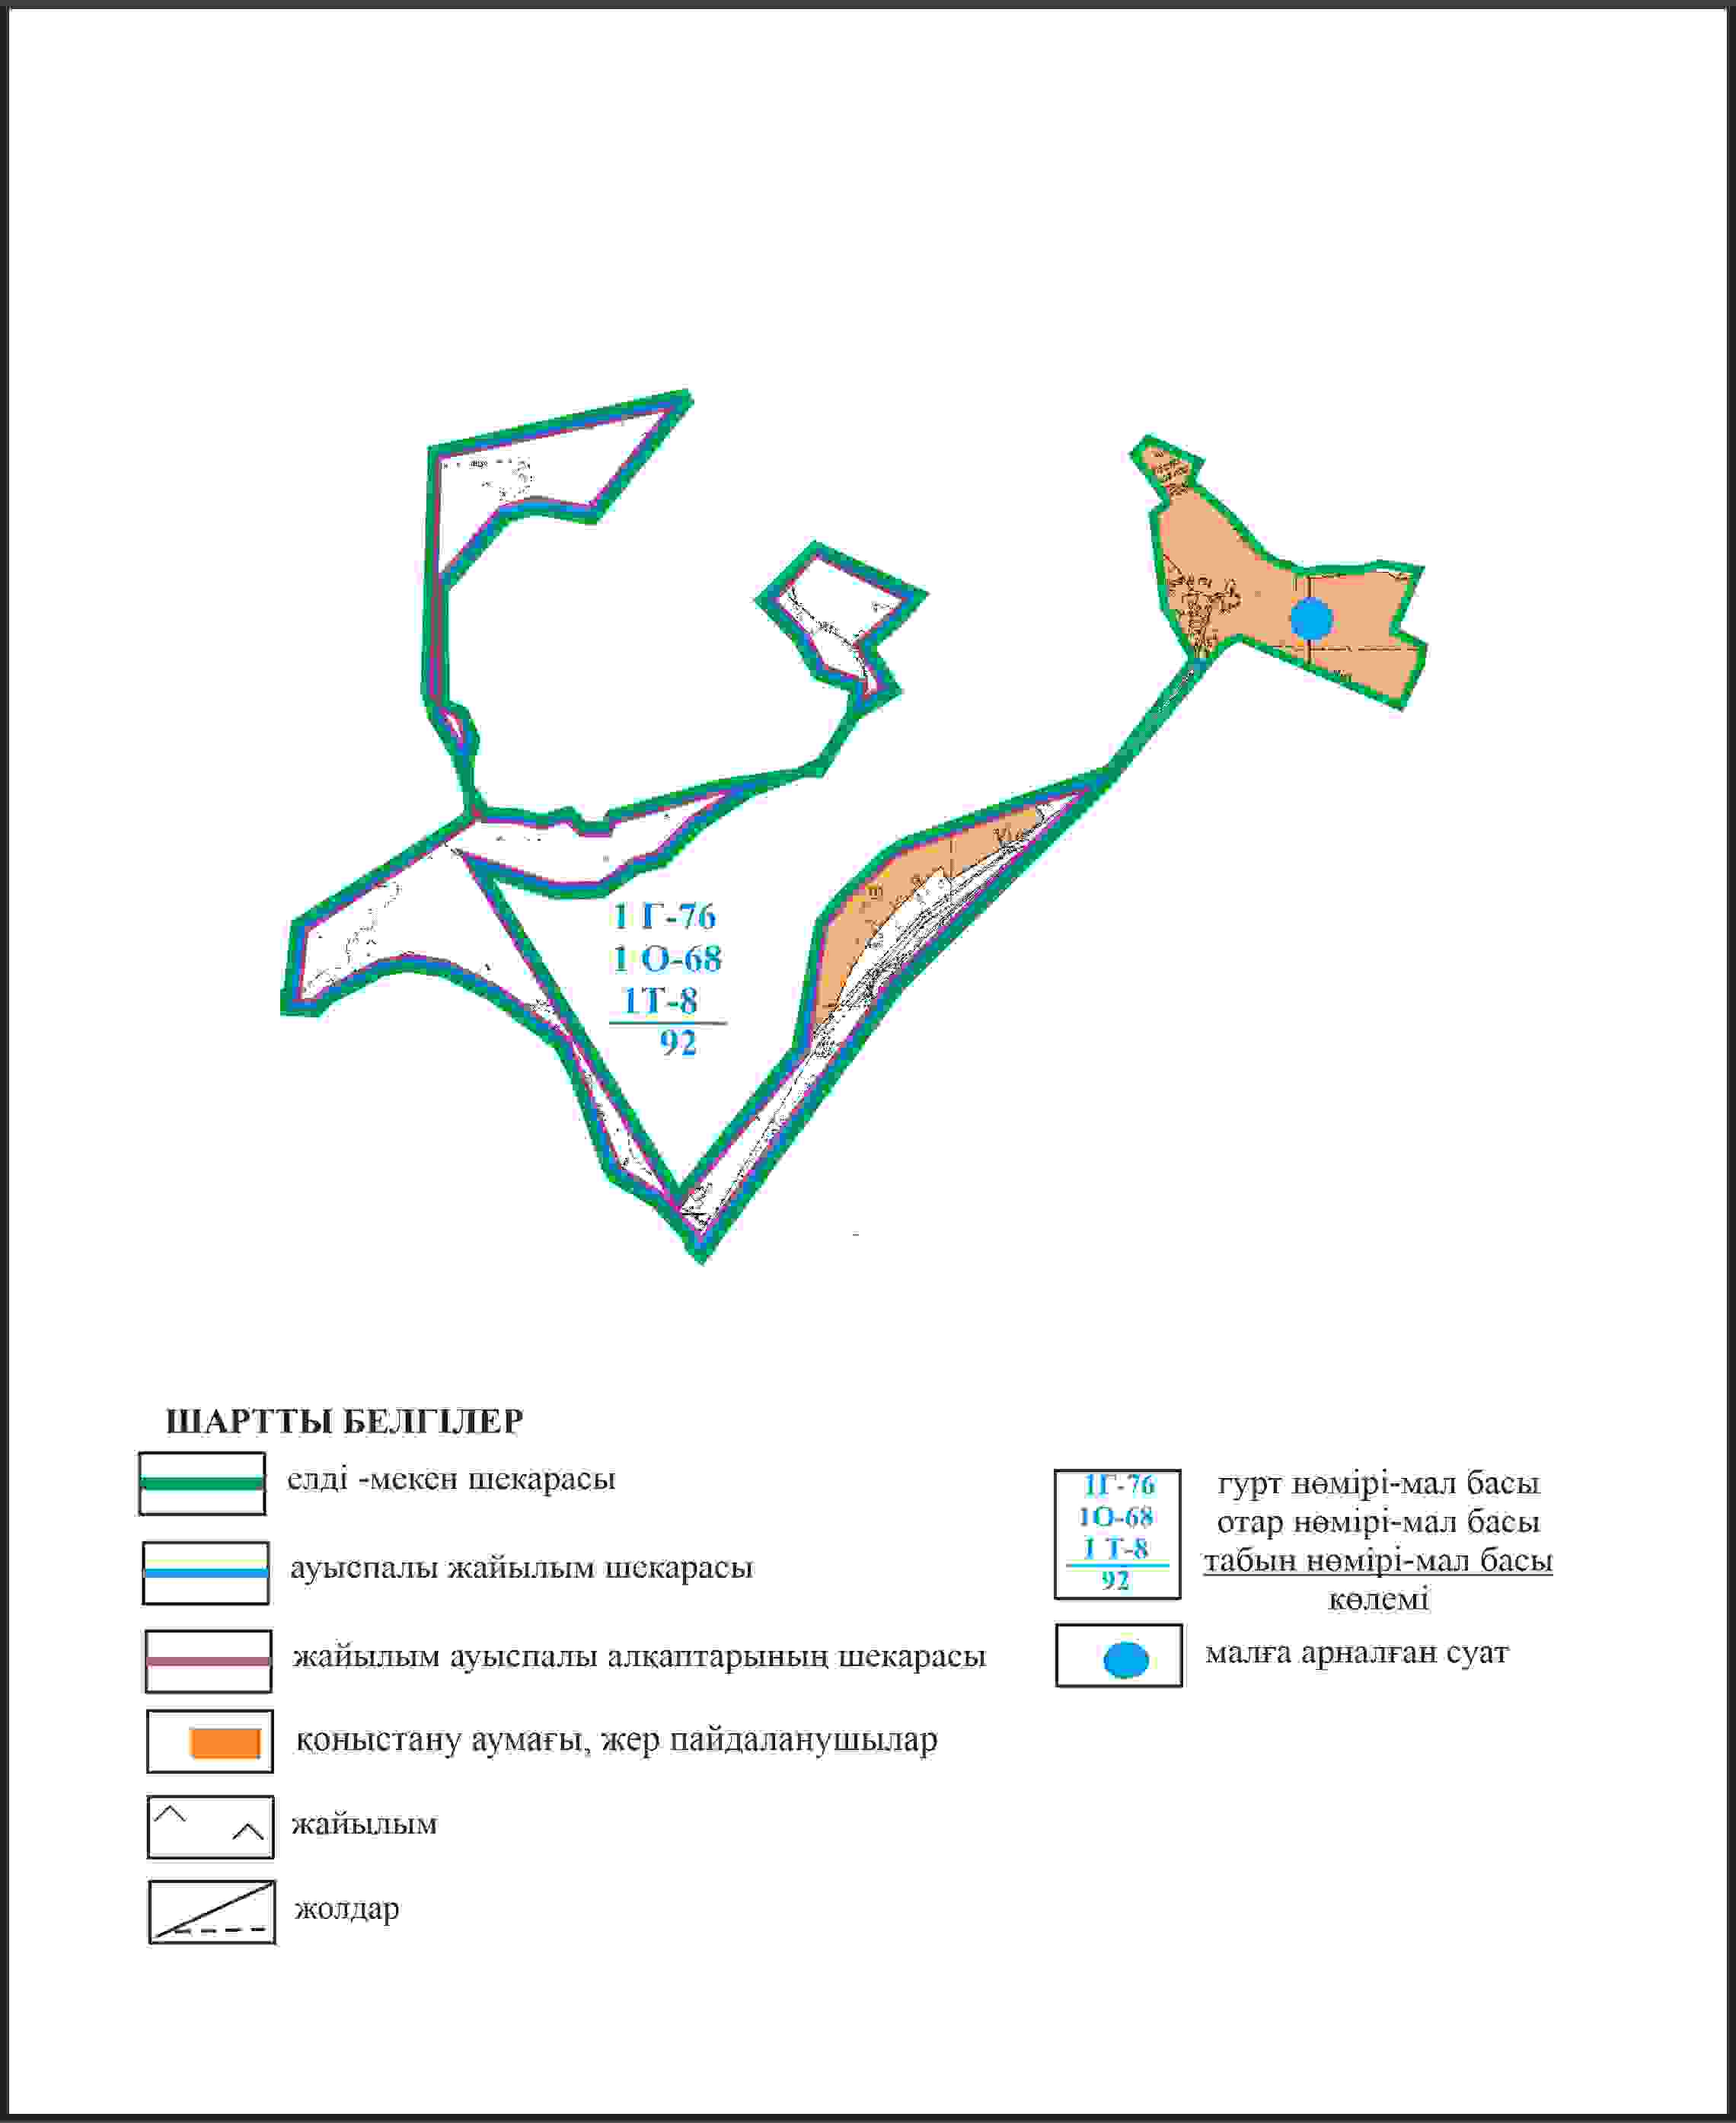 1 Г-76
1 О-68
1Т-8
92
ШАРТТЫ БЕЛГІЛЕР
елді -мекен шекарасы
ауыспалы жайылым шекарасы
жайылым ауыспалы алқаптарының шекарасы
қоныстану аумағы, жер пайдаланушылар
жайылым
жолдар
1Г-76
1О-68
1 Т-8
92
гурт нөмірі-мал басы
отар нөмірі-мал басы
табын нөмірі-мал басы
көлемі
малға арналған суат